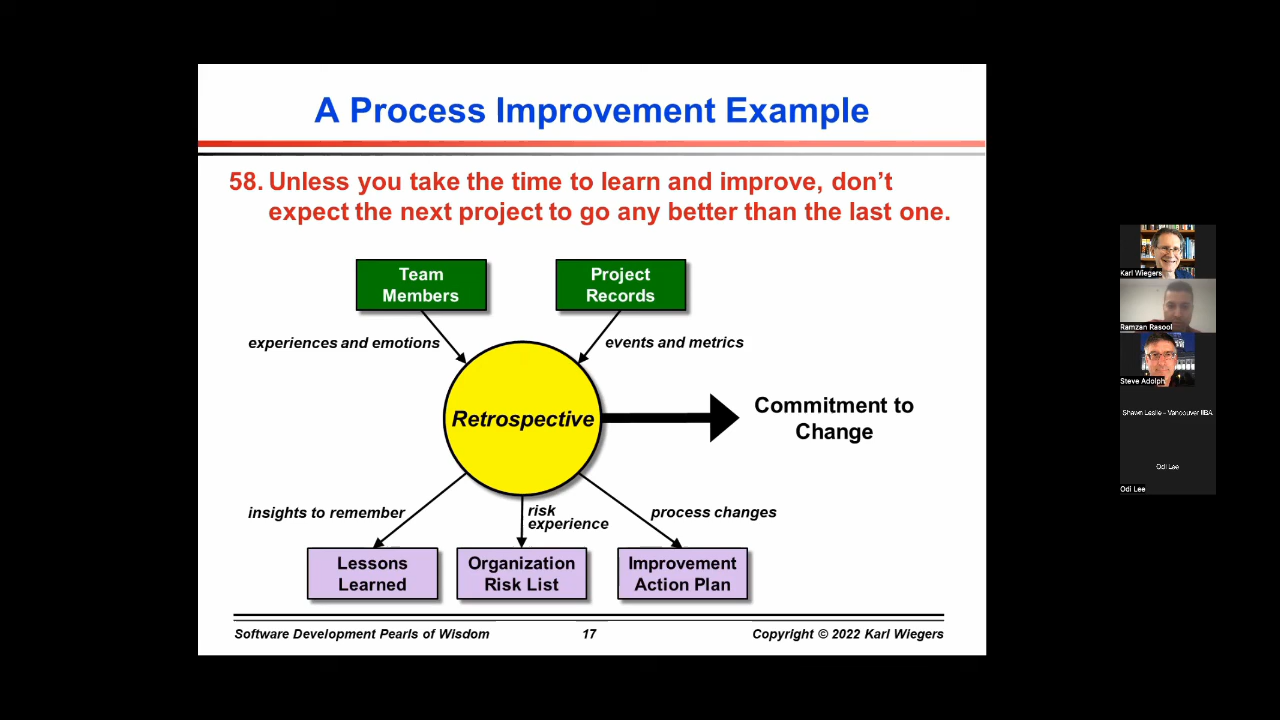 A Process Improvement Example
58. Unless you take the time to learn and improve, don't
expect the next project to go any better than the last one.
Team
Members
Project
Records
experiences and emotions
events and metrics
Retrospective
Commitment to
Change
insights to remember
risk
experience
process changes
Lessons
Learned
Organization
Risk List
Improvement
Action Plan
Software Development Pearls of Wisdom
17
Copyright © 2022 Karl Wiegers
Karl Wiegers
Ramzan Rasool
Steve Adolph
Shawn Leslie - Vancouver IIBA
Odi Lee
Odi Lee